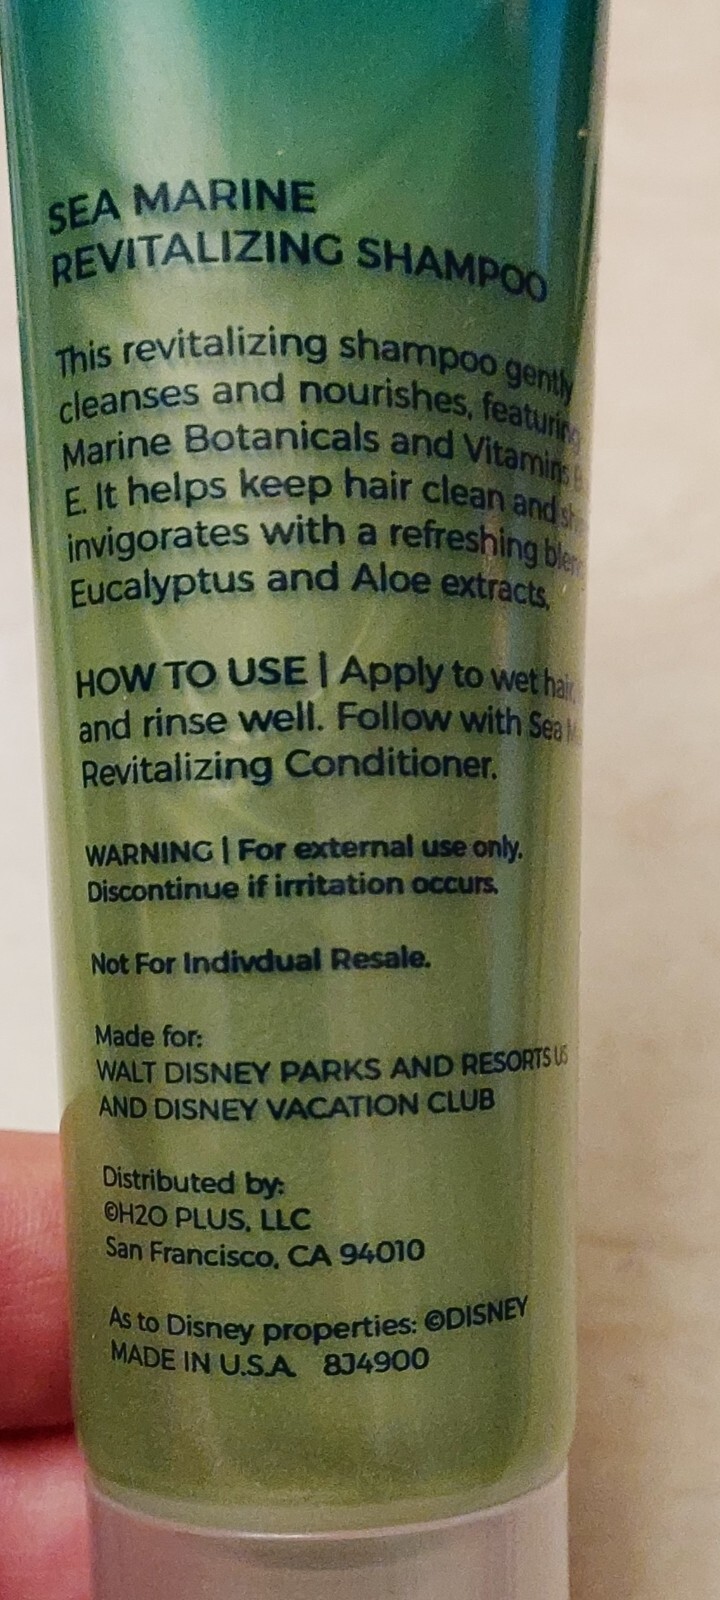 SEA MARINE
REVITALIZING SHAMPOO
This revitalizing shampoo gently
cleanses and nourishes, featuring
Marine Botanicals and Vitamins
E. It helps keep hair clean and
invigorates with a refreshing
Eucalyptus and Aloe extracts.
HOW TO USE | Apply to wet hair,
and rinse well. Follow with Sea
Revitalizing Conditioner.
WARNING | For external use only.
Discontinue if irritation occurs.
Not For Indivdual Resale.
Made for:
WALT DISNEY PARKS AND RESORTS US
AND DISNEY VACATION CLUB
Distributed by:
©H2O PLUS, LLC
San Francisco, CA 94010
As to Disney properties: ©DISNEY
MADE IN U.S.A. 8J4900